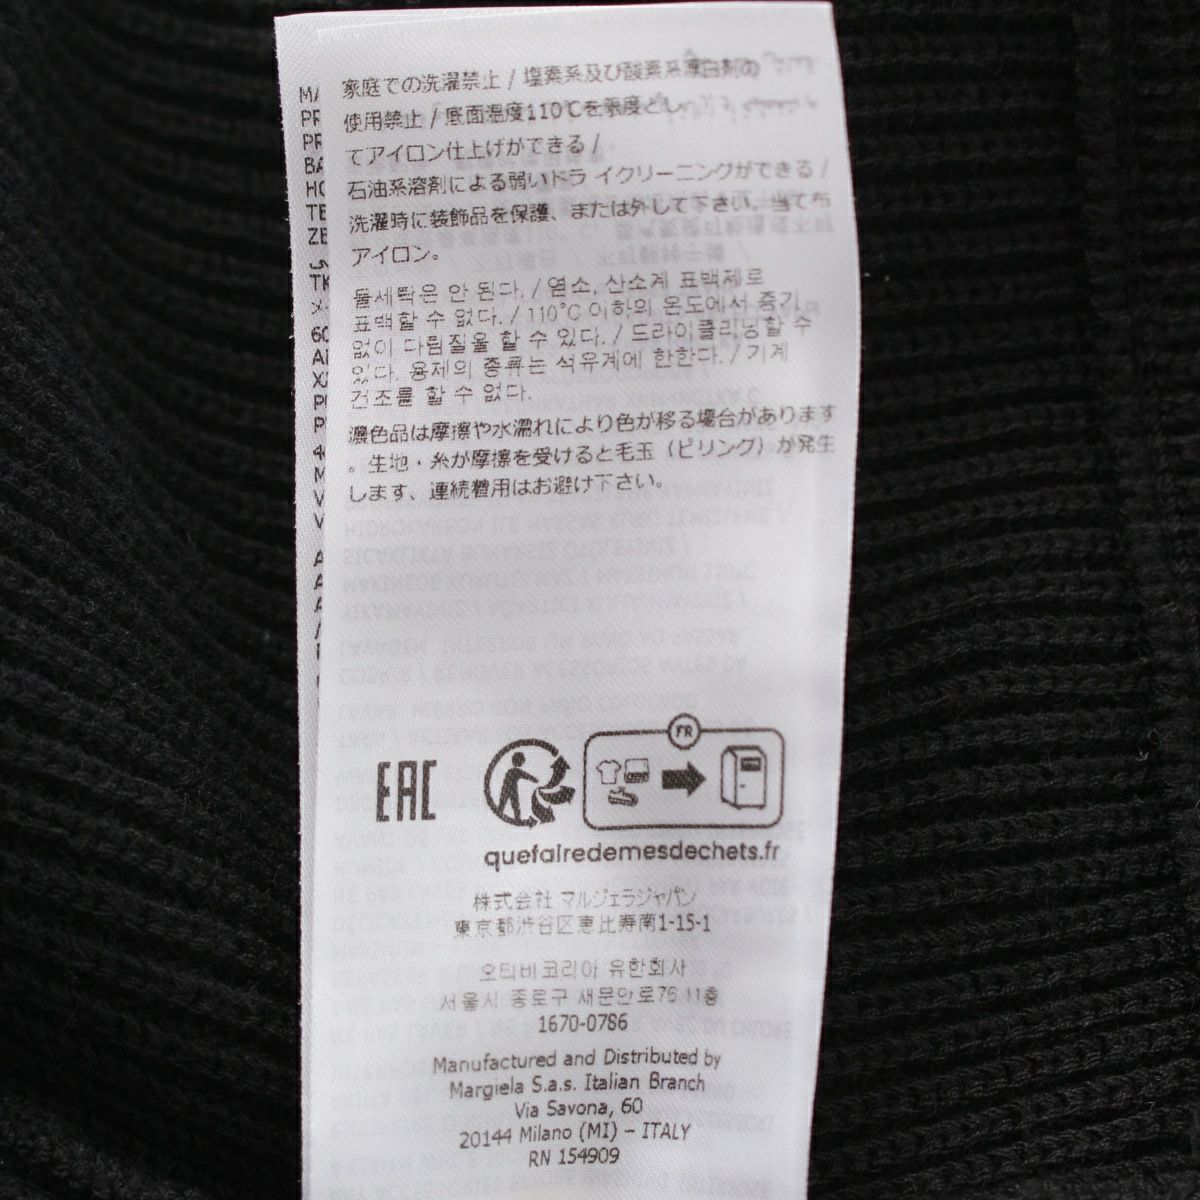 家庭での洗濯禁止 / 塩素系及び酸素系漂白剤の
使用禁止 / 底面温度110℃を限度とし
てアイロン仕上げができる /
石油系溶剤による弱いドライクリーニングができる /
洗濯時に装飾品を保護、または外して下さい。当て布
アイロン。
물세탁은 안 된다. / 염소, 산소계 표백제로
표백할 수 없다. / 110°C 이하의 온도에서 증기
없이 다림질을 할 수 있다. / 드라이클리닝할 수
있다. 용제의 종류는 석유계에 한한다. / 기계
건조를 할 수 없다.
濃色品は摩擦や水濡れにより色が移る場合があります
。生地・糸が摩擦を受けると毛玉（ピリング）が発生
します、連続着用はお避け下さい。
EAC
FR
quefairedemesdechets.fr
株式会社 マルジェラジャパン
東京都渋谷区恵比寿南1-15-1
오티비코리아 유한회사
서울시 종로구 새문안로76 11층
1670-0786
Manufactured and Distributed by
Margiela S.a.s. Italian Branch
Via Savona, 60
20144 Milano (MI) – ITALY
RN 154909